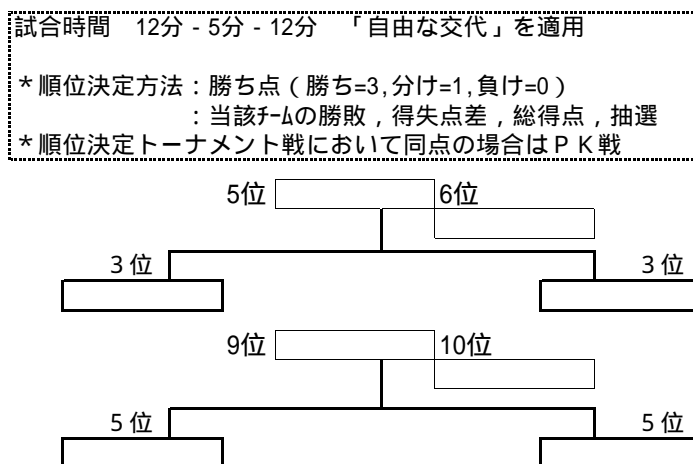 試合時間　12分 - 5分 - 12分　「自由な交代」を適用
＊順位決定方法：勝ち点（勝ち=3,分け=1,負け=0）
：当該ﾁｰﾑの勝敗，得失点差，総得点，抽選
＊順位決定トーナメント戦において同点の場合はＰＫ戦
5位 6位
３位 ３位
9位 10位
５位 ５位